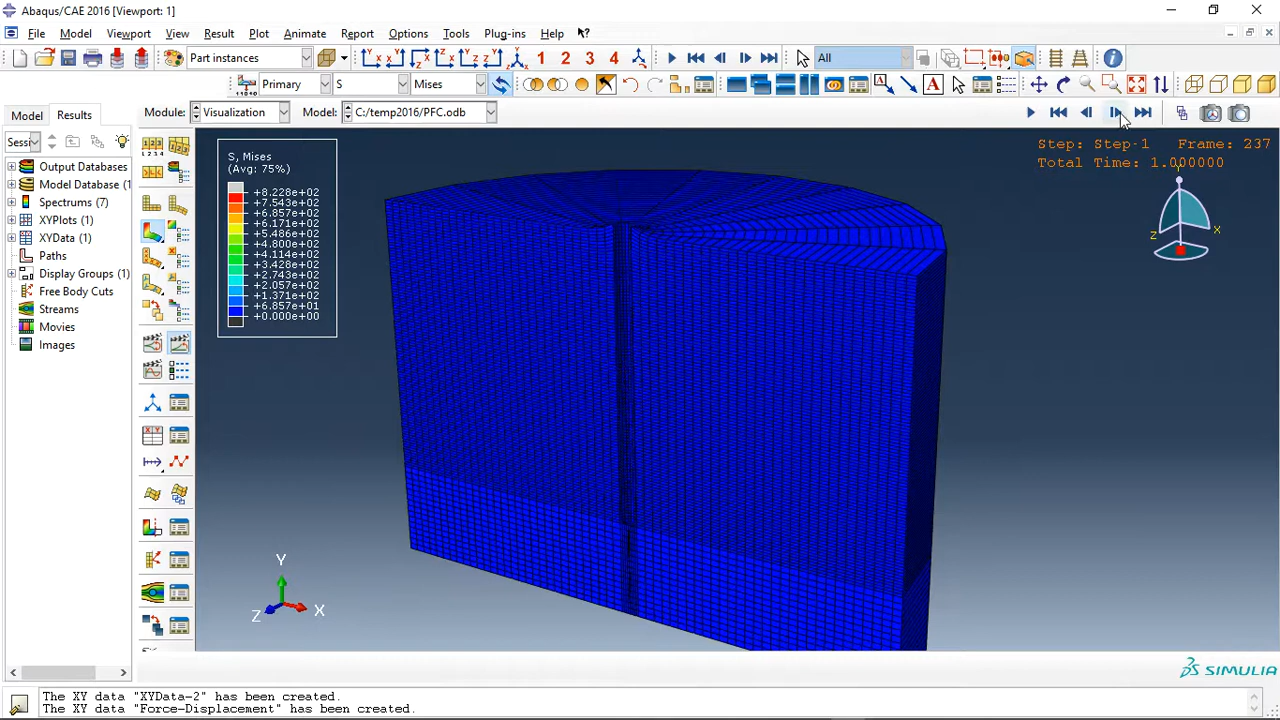 Abaqus/CAE 2016 [Viewport: 1]
File Model Viewport View Result Plot Animate Report Options Tools Plug-ins Help
Part instances
1 2 3 4
All
Primary S Mises
Model Results
Module: Visualization Model: C:/temp2016/PFC.odb
Sessi
Output Databases
Model Database (1
Spectrums (7)
XYPlots (1)
XYData (1)
Paths
Display Groups (1)
Free Body Cuts
Streams
Movies
Images
S, Mises
(Avg: 75%)
+8.228e+02
+7.543e+02
+6.857e+02
+6.171e+02
+5.486e+02
+4.800e+02
+4.114e+02
+3.428e+02
+2.743e+02
+2.057e+02
+1.371e+02
+6.857e+01
+0.000e+00
Step: Step-1 Frame: 237
Total Time: 1.000000
Y
Z
X
Y
Z
X
SIMULIA
The XY data "XYData-2" has been created.
The XY data "Force-Displacement" has been created.